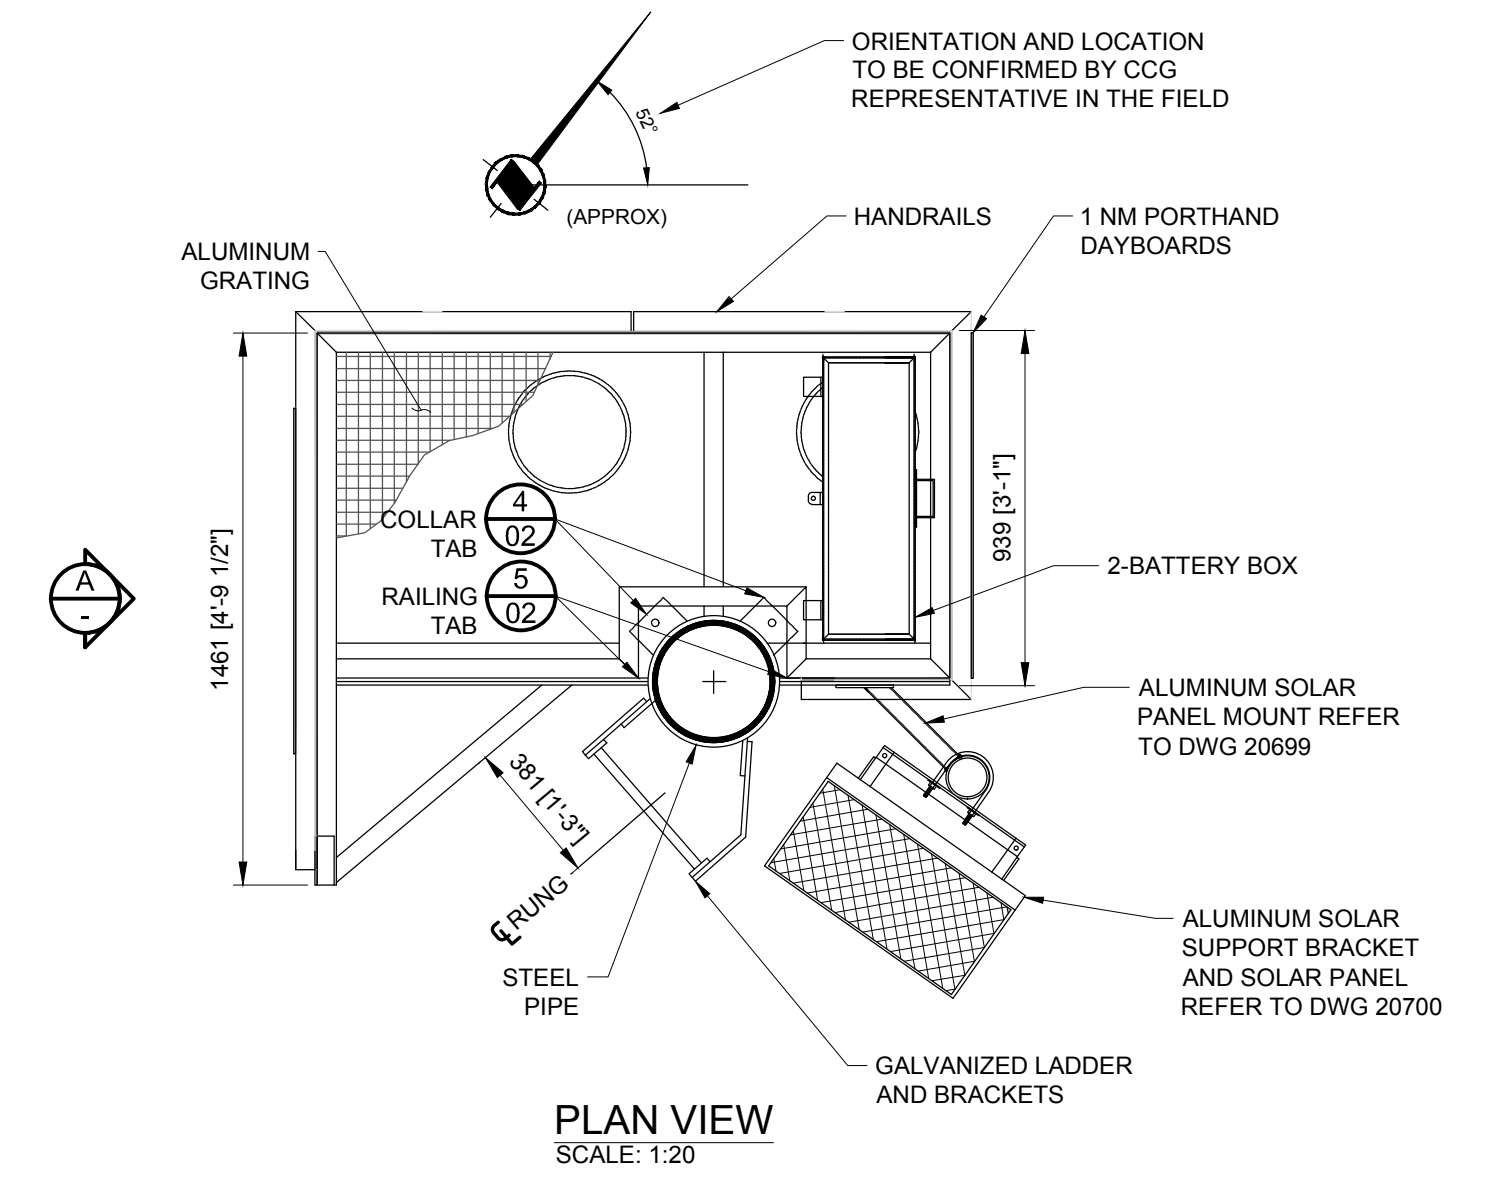 ORIENTATION AND LOCATION
TO BE CONFIRMED BY CCG
REPRESENTATIVE IN THE FIELD
52°
(APPROX)
HANDRAILS
1 NM PORTHAND
DAYBOARDS
ALUMINUM
GRATING
1461 [4'-9 1/2"]
939 [3'-1"]
A
-
COLLAR
TAB
4
02
RAILING
TAB
5
02
2-BATTERY BOX
ALUMINUM SOLAR
PANEL MOUNT REFER
TO DWG 20699
381 [1'-3"]
℄ RUNG
STEEL
PIPE
ALUMINUM SOLAR
SUPPORT BRACKET
AND SOLAR PANEL
REFER TO DWG 20700
GALVANIZED LADDER
AND BRACKETS
PLAN VIEW
SCALE: 1:20